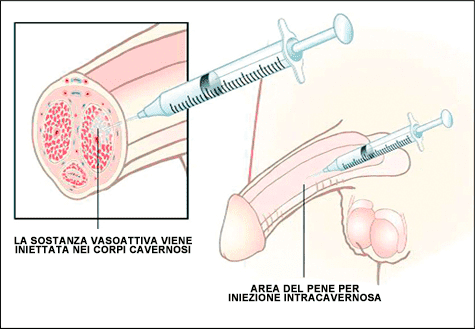 LA SOSTANZA VASOATTIVA VIENE
INIETTATA NEI CORPI CAVERNOSI
AREA DEL PENE PER
INIEZIONE INTRACAVERNOSA